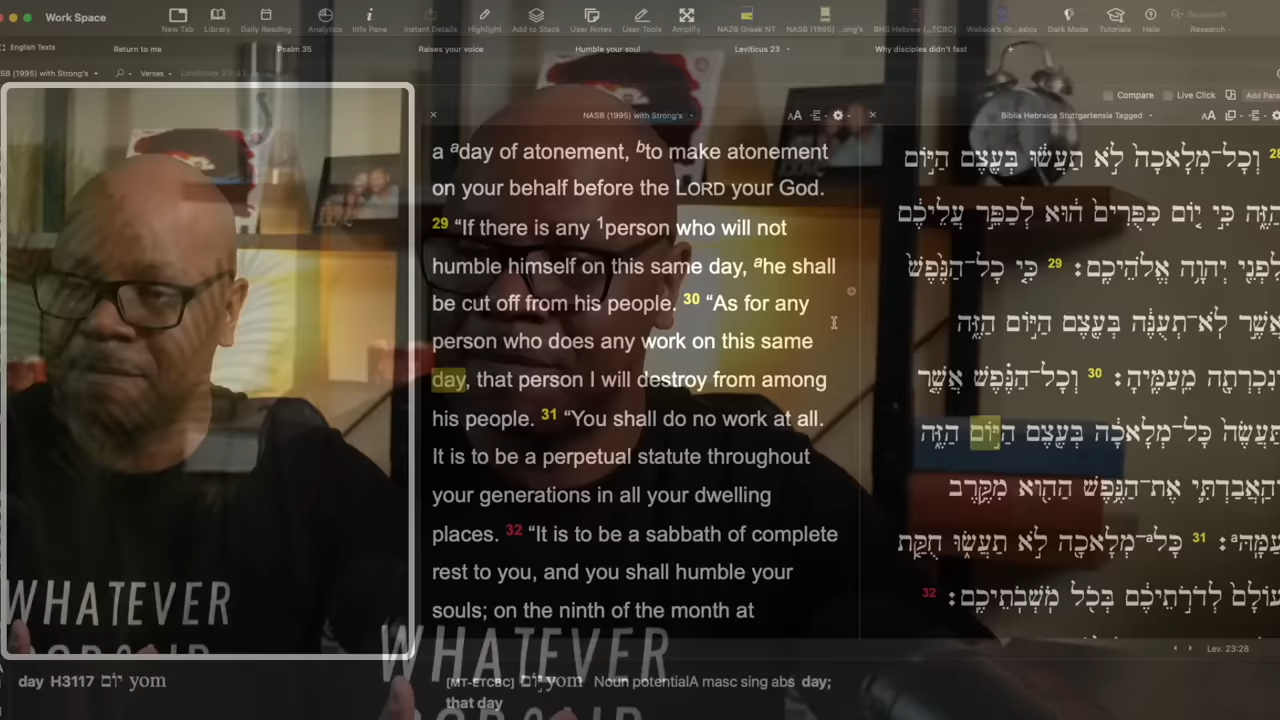 Work Space
New Tab
Library
Daily Reading
Analytics
Info Pane
Instant Details
Highlight
Add to Stack
User Notes
User Tools
Amplify
NA28 Greek NT
NASB (1995) ...ong's
BHS Hebrew (...TCBC)
Wallace's Gr...asics
Dark Mode
Tutorials
Help
Research
English Texts
Return to me
Psalm 35
Raises your voice
Humble your soul
Leviticus 23
Why disciples didn't fast
SB (1995) with Strong's
Verses
Leviticus 23:27
Compare
Live Click
Add Para
NASB (1995) with Strong's
Biblia Hebraica Stuttgartensia Tagged
a ᵃday of atonement, ᵇto make atonement
on your behalf before the LORD your God.
29 “If there is any ¹person who will not
humble himself on this same day, ᵃhe shall
be cut off from his people. 30 “As for any
person who does any work on this same
day, that person I will destroy from among
his people. 31 “You shall do no work at all.
It is to be a perpetual statute throughout
your generations in all your dwelling
places. 32 “It is to be a sabbath of complete
rest to you, and you shall humble your
souls; on the ninth of the month at
28 וְכָל־מְלָאכָה֙ לֹ֣א תַעֲשׂ֔וּ בְּעֶ֖צֶם הַיּ֣וֹם
הַזֶּ֑ה כִּ֣י י֤וֹם כִּפֻּרִים֙ ה֔וּא לְכַפֵּ֣ר עֲלֵיכֶ֔ם
לִפְנֵ֖י יְהוָ֥ה אֱלֹהֵיכֶֽם׃ 29 כִּ֤י כָל־הַנֶּ֙פֶשׁ֙
אֲשֶׁ֣ר לֹֽא־תְעֻנֶּ֔ה בְּעֶ֖צֶם הַיּ֣וֹם הַזֶּ֑ה
וְנִכְרְתָ֖ה מֵֽעַמֶּֽיהָ׃ 30 וְכָל־הַנֶּ֗פֶשׁ אֲשֶׁ֤ר
תַּעֲשֶׂה֙ כָּל־מְלָאכָ֔ה בְּעֶ֖צֶם הַיּ֣וֹם הַזֶּ֑ה
וְהַֽאֲבַדְתִּ֛י אֶת־הַנֶּ֥פֶשׁ הַהִ֖וא מִקֶּ֥רֶב
עַמָּֽהּ׃ 31 כָּל־מְלָאכָ֖ה לֹ֣א תַעֲשׂ֑וּ חֻקַּ֤ת
עוֹלָם֙ לְדֹרֹ֣תֵיכֶ֔ם בְּכֹ֖ל מֹֽשְׁבֹתֵיכֶֽם׃ 32
Lev. 23:28
WHATEVER
WHATEVER
day H3117 יוֹם yom
[MT-ETCBC] יוֹם yom Noun potentialA masc sing abs day;
that day